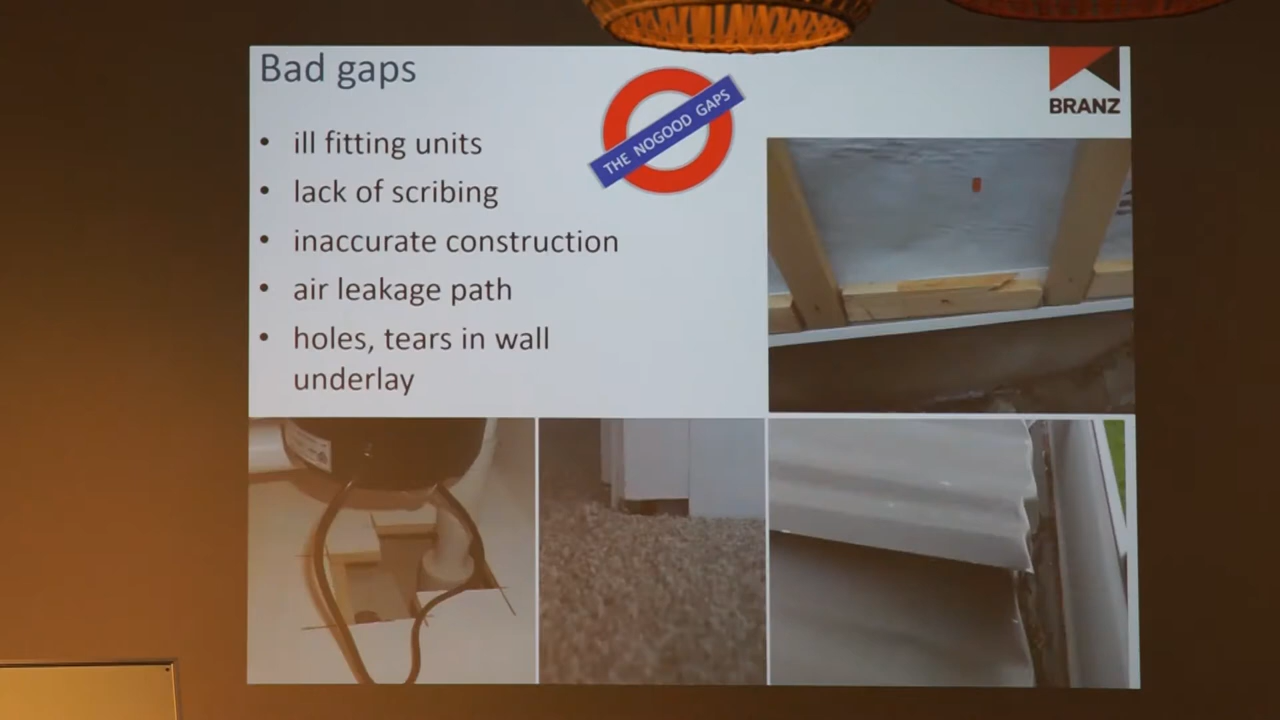 Bad gaps
THE NOGOOD GAPS
BRANZ
• ill fitting units
• lack of scribing
• inaccurate construction
• air leakage path
• holes, tears in wall
underlay